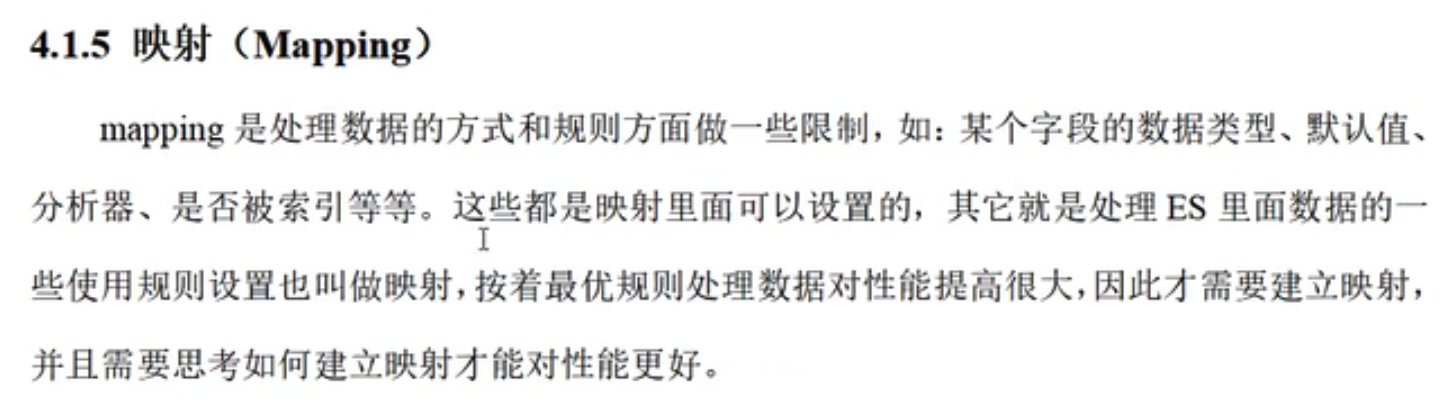 4.1.5 映射（Mapping）
mapping 是处理数据的方式和规则方面做一些限制，如：某个字段的数据类型、默认值、
分析器、是否被索引等等。这些都是映射里面可以设置的，其它就是处理 ES 里面数据的一
些使用规则设置也叫做映射，按着最优规则处理数据对性能提高很大，因此才需要建立映射，
并且需要思考如何建立映射才能对性能更好。